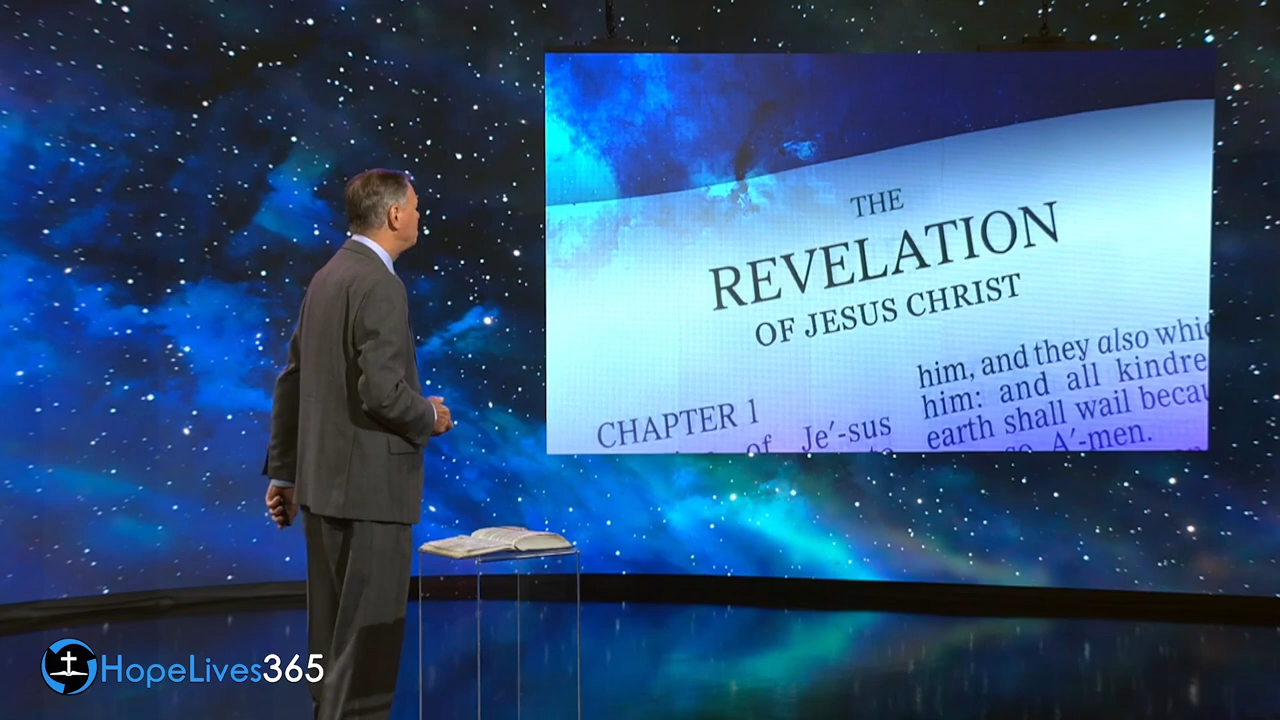 THE
REVELATION
OF JESUS CHRIST
CHAPTER 1
of Je′-sus
him, and they also
him: and all
earth shall wail
A′-men.
HopeLives365